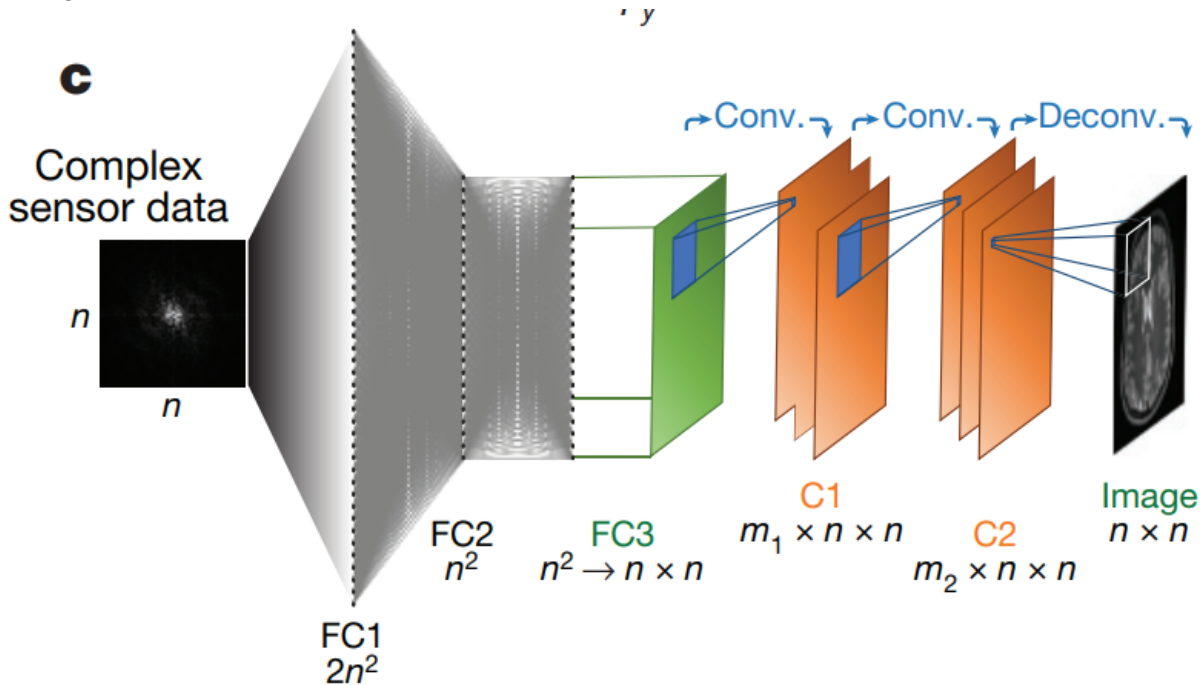 c
Complex
sensor data
n
n
FC1
2n²
FC2
n²
FC3
n² → n × n
Conv.
Conv.
Deconv.
C1
m₁ × n × n
C2
m₂ × n × n
Image
n × n